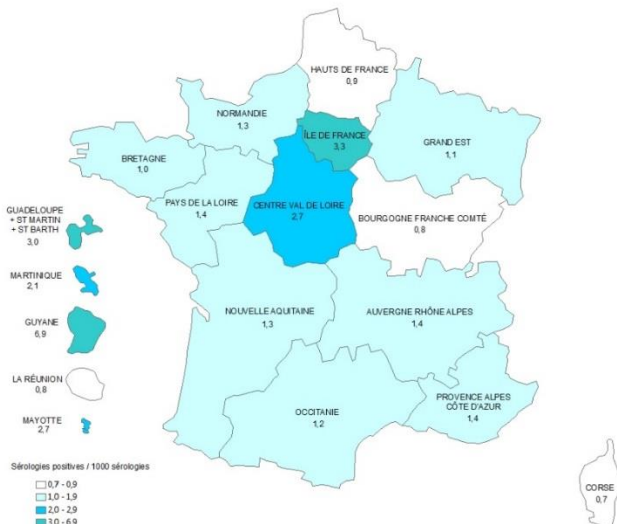 HAUTS DE FRANCE
0,9
NORMANDIE
1,3
ÎLE DE FRANCE
3,3
GRAND EST
1,1
BRETAGNE
1,0
PAYS DE LA LOIRE
1,4
CENTRE VAL DE LOIRE
2,7
BOURGOGNE FRANCHE COMTÉ
0,8
GUADELOUPE
+ ST MARTIN
+ ST BARTH
3,0
MARTINIQUE
2,1
GUYANE
6,9
LA RÉUNION
0,8
MAYOTTE
2,7
NOUVELLE AQUITAINE
1,3
AUVERGNE RHÔNE ALPES
1,4
OCCITANIE
1,2
PROVENCE ALPES
CÔTE D'AZUR
1,4
CORSE
0,7
Sérologies positives / 1000 sérologies
0,7 - 0,9
1,0 - 1,9
2,0 - 2,9
3,0 - 6,9